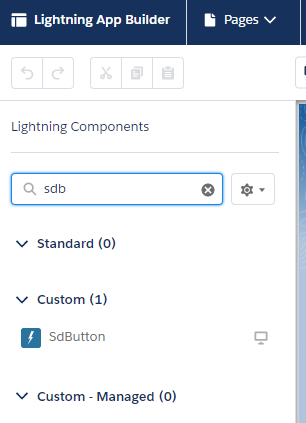 Lightning App Builder
Pages
Lightning Components
sdb
Standard (0)
Custom (1)
SdButton
Custom - Managed (0)